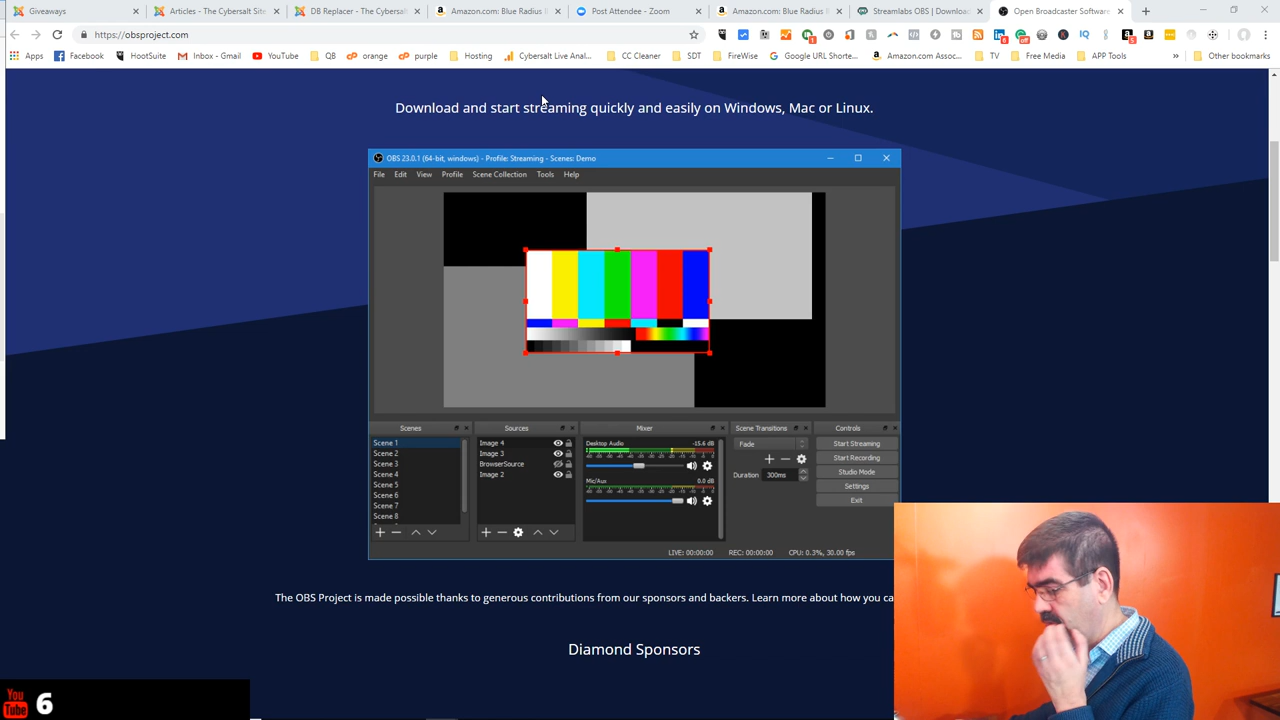 Giveaways
Articles - The Cybersalt Site
DB Replacer - The Cybersalt
Amazon.com: Blue Radius
Post Attendee - Zoom
Amazon.com: Blue Radius
Streamlabs OBS | Download
Open Broadcaster Software
https://obsproject.com
Apps
Facebook
HootSuite
Inbox - Gmail
YouTube
QB
orange
purple
Hosting
Cybersalt Live Anal...
CC Cleaner
SDT
FireWise
Google URL Shorte...
Amazon.com Assoc...
TV
Free Media
APP Tools
»
Other bookmarks
Download and start streaming quickly and easily on Windows, Mac or Linux.
OBS 23.0.1 (64-bit, windows) - Profile: Streaming - Scenes: Demo
File Edit View Profile Scene Collection Tools Help
Scenes
Sources
Mixer
Scene Transitions
Controls
Scene 1
Scene 2
Scene 3
Scene 4
Scene 5
Scene 6
Scene 7
Scene 8
Image 4
Image 3
BrowserSource
Image 2
Desktop Audio -15.6 dB
Mic/Aux 0.0 dB
Fade
Duration 300ms
Start Streaming
Start Recording
Studio Mode
Settings
Exit
LIVE: 00:00:00 REC: 00:00:00 CPU: 0.3%, 30.00 fps
The OBS Project is made possible thanks to generous contributions from our sponsors and backers. Learn more about how you ca
Diamond Sponsors
You
Tube
6